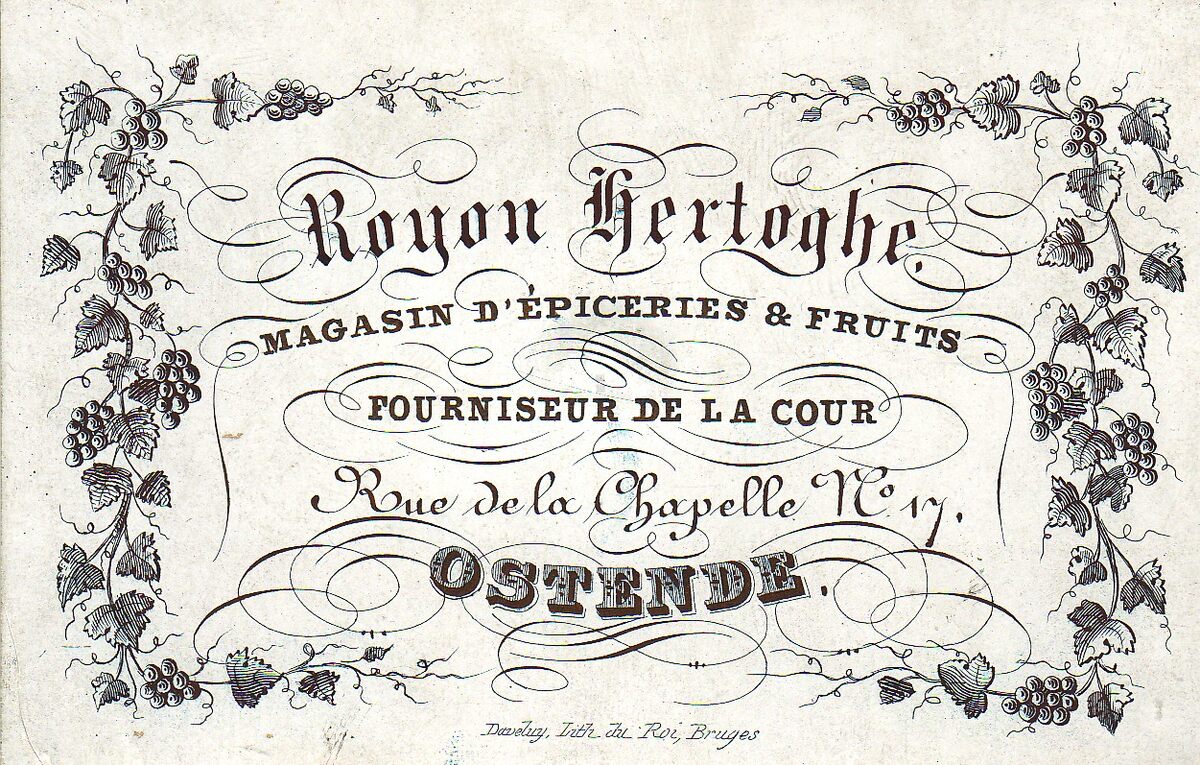 Royon Hertoghe.
MAGASIN D'ÉPICERIES & FRUITS
FOURNISEUR DE LA COUR
Rue de la Chapelle Nº 17.
OSTENDE.
Daveluy, Lith. du Roi, Bruges